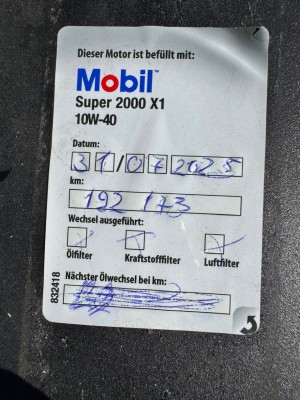 Dieser Motor ist befüllt mit:
Mobil™
Super 2000 X1
10W-40
Datum:
31/07 2025
km:
192 173
Wechsel ausgeführt:
Ölfilter Kraftstofffilter Luftfilter
Nächster Ölwechsel bei km:
832418